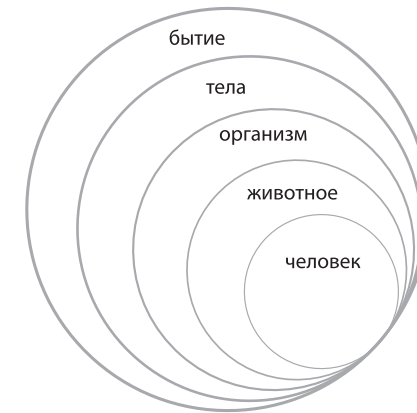 бытие
тела
организм
животное
человек